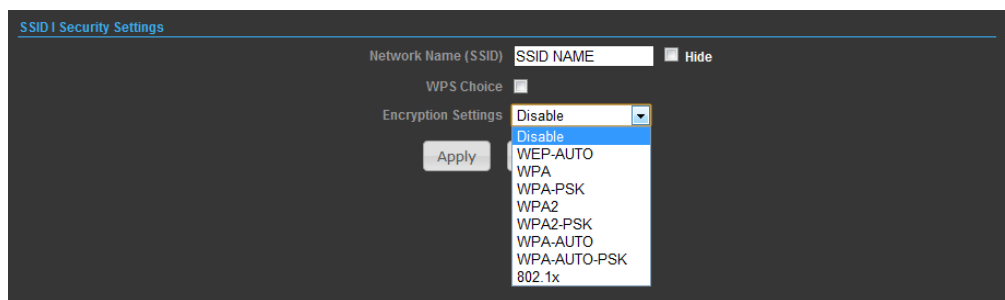 SSID I Security Settings
Network Name (SSID) SSID NAME Hide
WPS Choice
Encryption Settings Disable
Disable
WEP-AUTO
Apply
WPA
WPA-PSK
WPA2
WPA2-PSK
WPA-AUTO
WPA-AUTO-PSK
802.1x